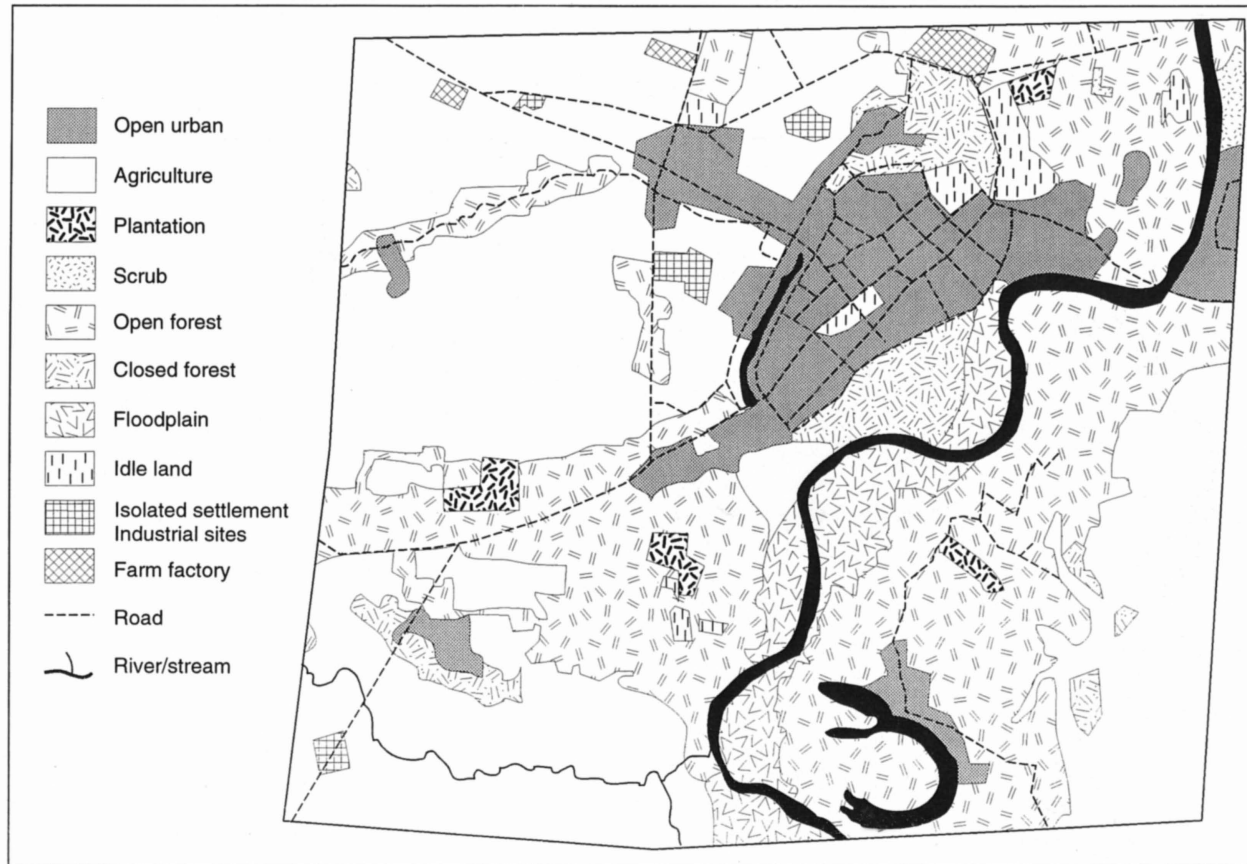 Open urban
Agriculture
Plantation
Scrub
Open forest
Closed forest
Floodplain
Idle land
Isolated settlement
Industrial sites
Farm factory
Road
River/stream